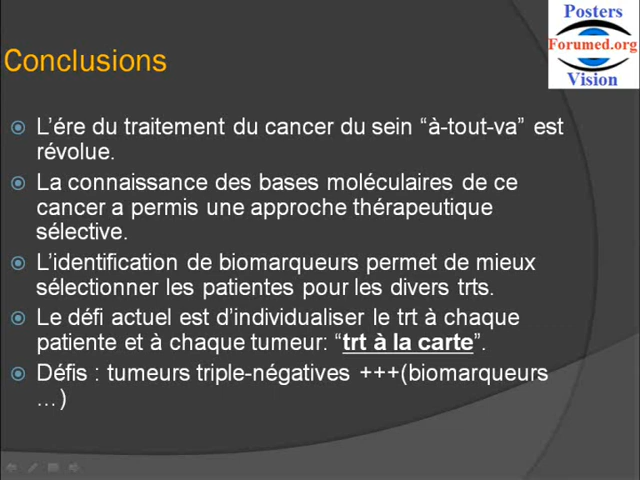 Posters
Forumed.org
Vision
Conclusions
L’ére du traitement du cancer du sein “à-tout-va” est
révolue.
La connaissance des bases moléculaires de ce
cancer a permis une approche thérapeutique
sélective.
L’identification de biomarqueurs permet de mieux
sélectionner les patientes pour les divers trts.
Le défi actuel est d’individualiser le trt à chaque
patiente et à chaque tumeur: “trt à la carte”.
Défis : tumeurs triple-négatives +++(biomarqueurs
…)